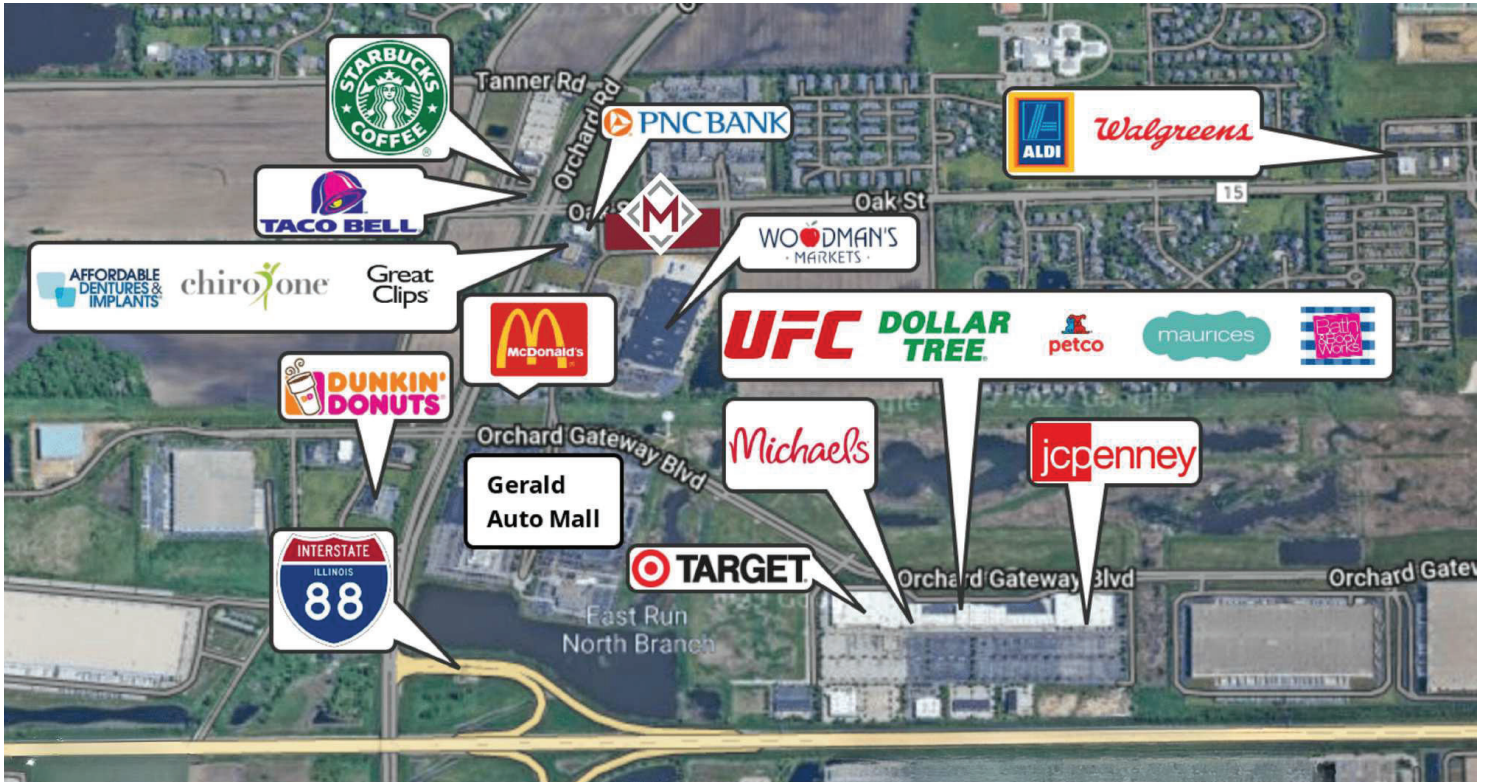 STARBUCKS
COFFEE
®
Tanner Rd
Orchard Rd
PNC BANK
ALDI
Walgreens
15
TACO BELL
Oak St
M
WOODMAN'S
· MARKETS ·
AFFORDABLE
DENTURES &
IMPLANTS
chiro one
Great
Clips
McDonald's
UFC
DOLLAR
TREE
petco
maurices
Bath
& Body
Works
DUNKIN'
DONUTS
Orchard Gateway Blvd
Michaels
jcpenney
Gerald
Auto Mall
INTERSTATE
ILLINOIS
88
TARGET
Orchard Gateway Blvd
Orchard Gatew
East Run
North Branch